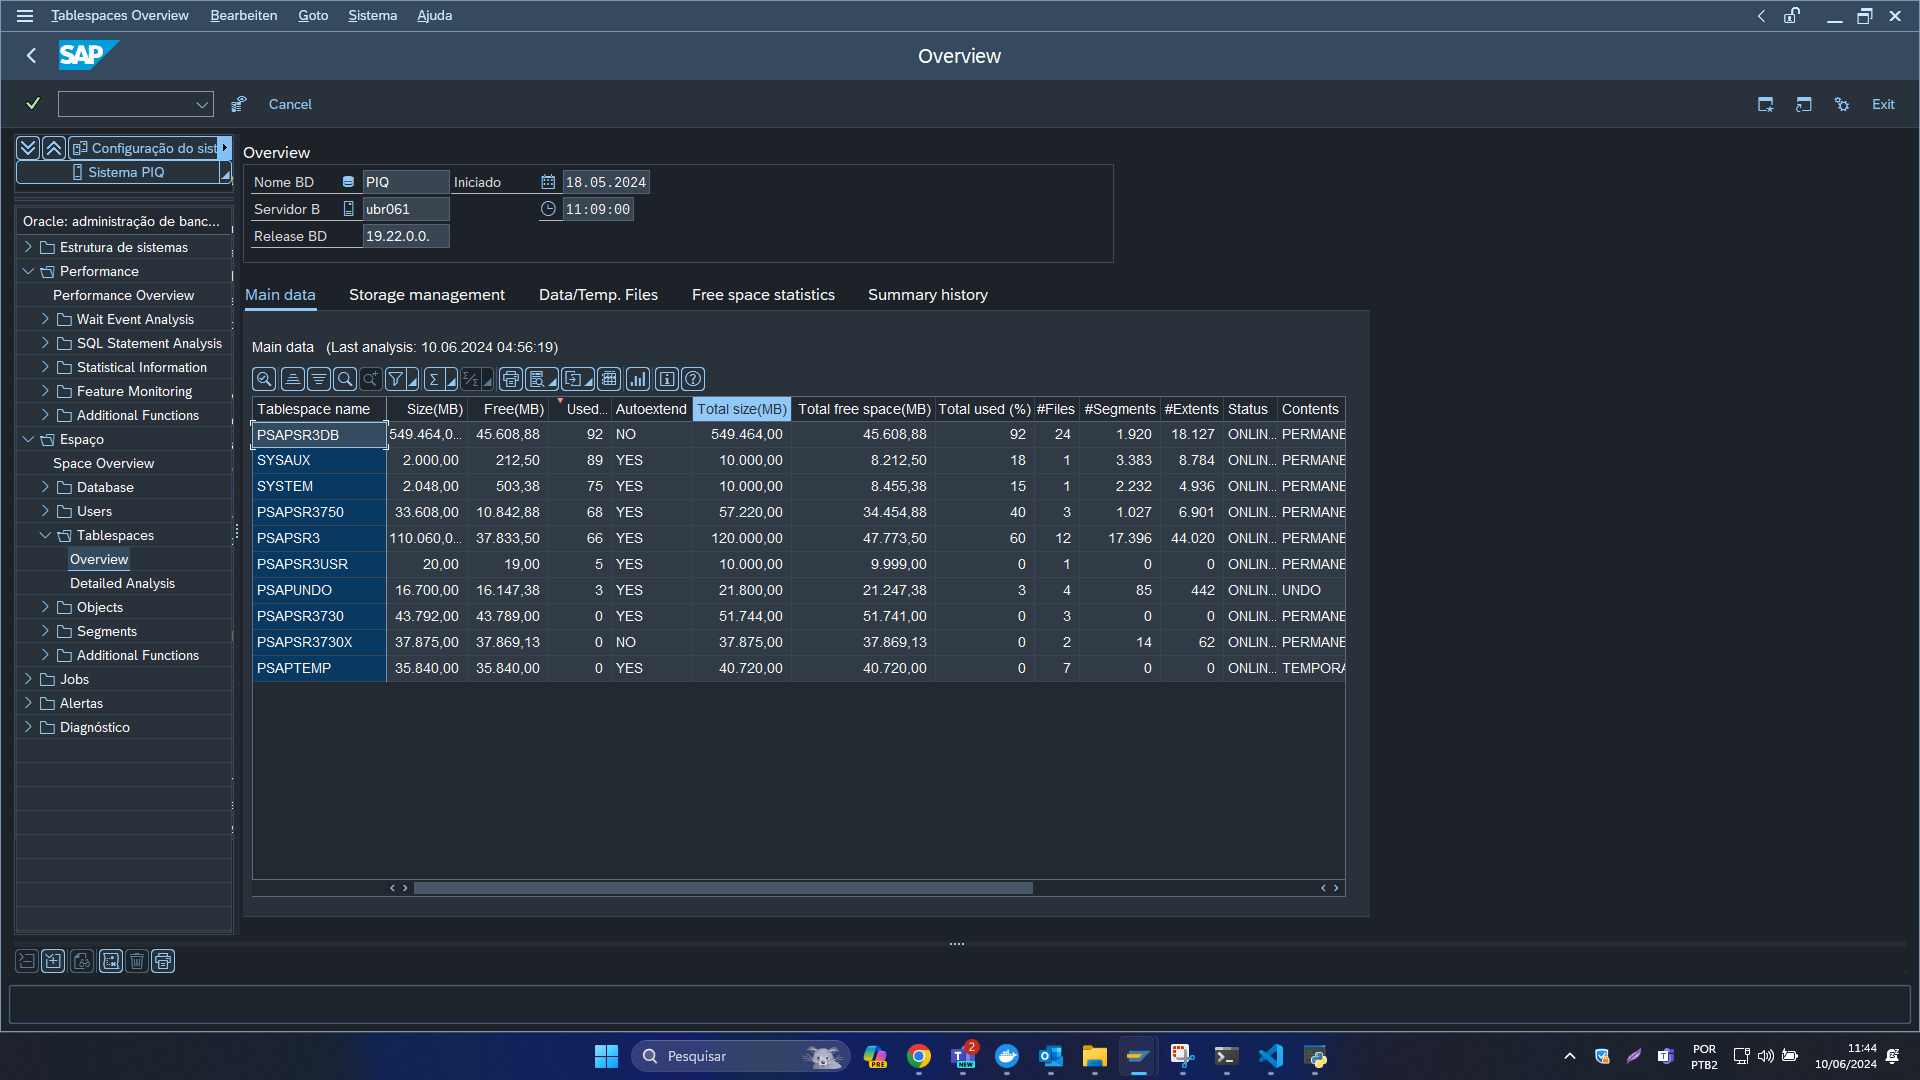 Tablespaces Overview Bearbeiten Goto Sistema Ajuda
SAP Overview
Cancel Exit
Configuração do sist
Sistema PIQ
Oracle: administração de banc...
Estrutura de sistemas
Performance
Performance Overview
Wait Event Analysis
SQL Statement Analysis
Statistical Information
Feature Monitoring
Additional Functions
Espaço
Space Overview
Database
Users
Tablespaces
Overview
Detailed Analysis
Objects
Segments
Additional Functions
Jobs
Alertas
Diagnóstico
Overview
Nome BD PIQ Iniciado 18.05.2024
Servidor B ubr061 11:09:00
Release BD 19.22.0.0.
Main data Storage management Data/Temp. Files Free space statistics Summary history
Main data (Last analysis: 10.06.2024 04:56:19)
Tablespace name Size(MB) Free(MB) Used... Autoextend Total size(MB) Total free space(MB) Total used (%) #Files #Segments #Extents Status Contents
PSAPSR3DB 549.464,0... 45.608,88 92 NO 549.464,00 45.608,88 92 24 1.920 18.127 ONLIN... PERMANE
SYSAUX 2.000,00 212,50 89 YES 10.000,00 8.212,50 18 1 3.383 8.784 ONLIN... PERMANE
SYSTEM 2.048,00 503,38 75 YES 10.000,00 8.455,38 15 1 2.232 4.936 ONLIN... PERMANE
PSAPSR3750 33.608,00 10.842,88 68 YES 57.220,00 34.454,88 40 3 1.027 6.901 ONLIN... PERMANE
PSAPSR3 110.060,0... 37.833,50 66 YES 120.000,00 47.773,50 60 12 17.396 44.020 ONLIN... PERMANE
PSAPSR3USR 20,00 19,00 5 YES 10.000,00 9.999,00 0 1 0 0 ONLIN... PERMANE
PSAPUNDO 16.700,00 16.147,38 3 YES 21.800,00 21.247,38 3 4 85 442 ONLIN... UNDO
PSAPSR3730 43.792,00 43.789,00 0 YES 51.744,00 51.741,00 0 3 0 0 ONLIN... PERMANE
PSAPSR3730X 37.875,00 37.869,13 0 NO 37.875,00 37.869,13 0 2 14 62 ONLIN... PERMANE
PSAPTEMP 35.840,00 35.840,00 0 YES 40.720,00 40.720,00 0 7 0 0 ONLIN... TEMPORA
Pesquisar PRE 2 NEW POR 11:44
PTB2 10/06/2024